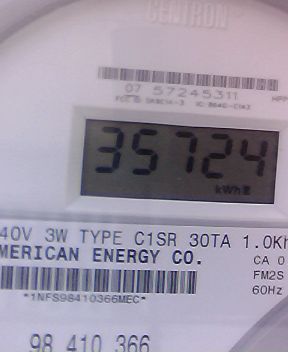 CENTRON
07 57245311
35724
kWh
40V 3W TYPE C1SR 30TA 1.0Kh
MERICAN ENERGY CO.
CA 0
FM2S
60Hz
*1NFS98410366MEC*
98 410 366